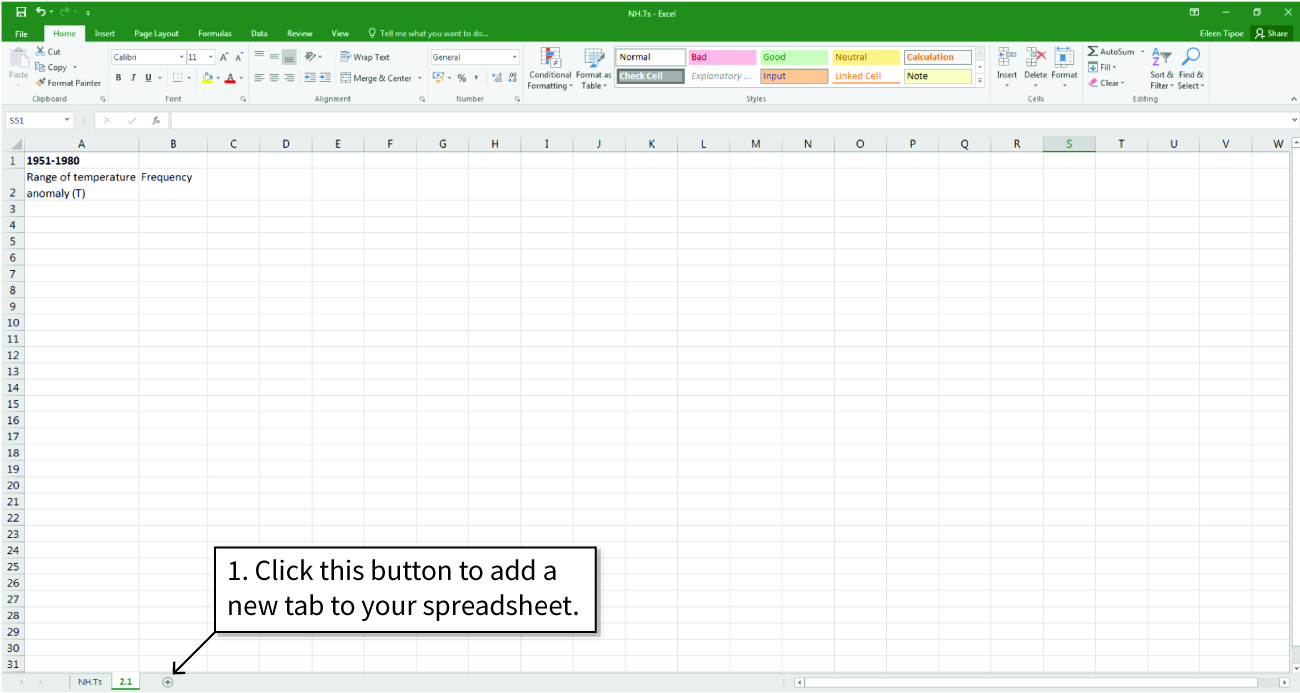 NH.Ts - Excel
File Home Insert Page Layout Formulas Data Review View Tell me what you want to do... Eileen Tipoe Share
Paste Cut Copy Format Painter
Calibri 11 A A
B I U A
Wrap Text
Merge & Center
General
% ,
Conditional Formatting Format as Table
Normal Bad Good Neutral Calculation
Check Cell Explanatory ... Input Linked Cell Note
Insert Delete Format
AutoSum Fill Clear
Sort & Filter Find & Select
Clipboard Font Alignment Number Styles Cells Editing
S51 fx
A B C D E F G H I J K L M N O P Q R S T U V W
1 1951-1980
Range of temperature Frequency
2 anomaly (T)
3
4
5
6
7
8
9
10
11
12
13
14
15
16
17
18
19
20
21
22
23
24
25
26
27
28
29
30
31
1. Click this button to add a
new tab to your spreadsheet.
NH.Ts 2.1